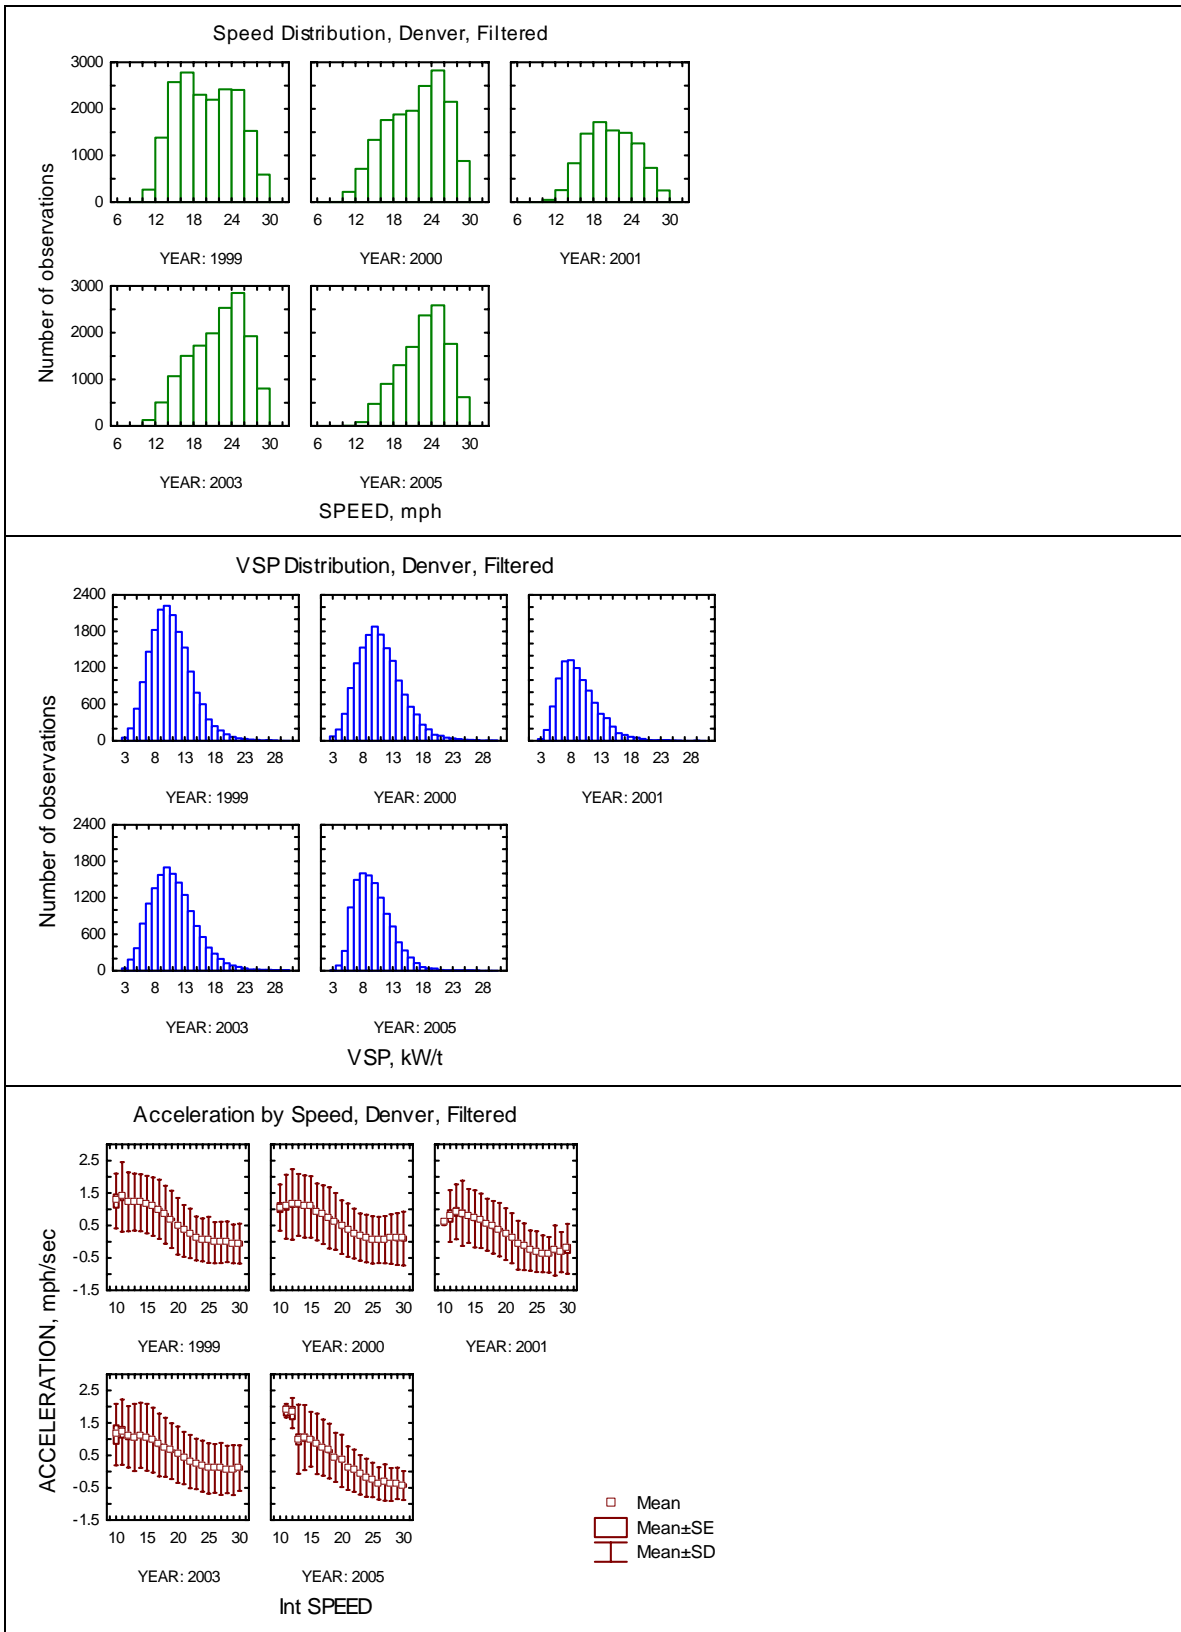 Speed Distribution, Denver, Filtered
Number of observations
3000
2000
1000
0
6 12 18 24 30
6 12 18 24 30
6 12 18 24 30
YEAR: 1999
YEAR: 2000
YEAR: 2001
3000
2000
1000
0
6 12 18 24 30
6 12 18 24 30
YEAR: 2003
YEAR: 2005
SPEED, mph
VSP Distribution, Denver, Filtered
Number of observations
2400
1800
1200
600
0
3 8 13 18 23 28
3 8 13 18 23 28
3 8 13 18 23 28
YEAR: 1999
YEAR: 2000
YEAR: 2001
2400
1800
1200
600
0
3 8 13 18 23 28
3 8 13 18 23 28
YEAR: 2003
YEAR: 2005
VSP, kW/t
Acceleration by Speed, Denver, Filtered
ACCELERATION, mph/sec
2.5
1.5
0.5
-0.5
-1.5
10 15 20 25 30
10 15 20 25 30
10 15 20 25 30
YEAR: 1999
YEAR: 2000
YEAR: 2001
2.5
1.5
0.5
-0.5
-1.5
10 15 20 25 30
10 15 20 25 30
YEAR: 2003
YEAR: 2005
Int SPEED
Mean
Mean±SE
Mean±SD